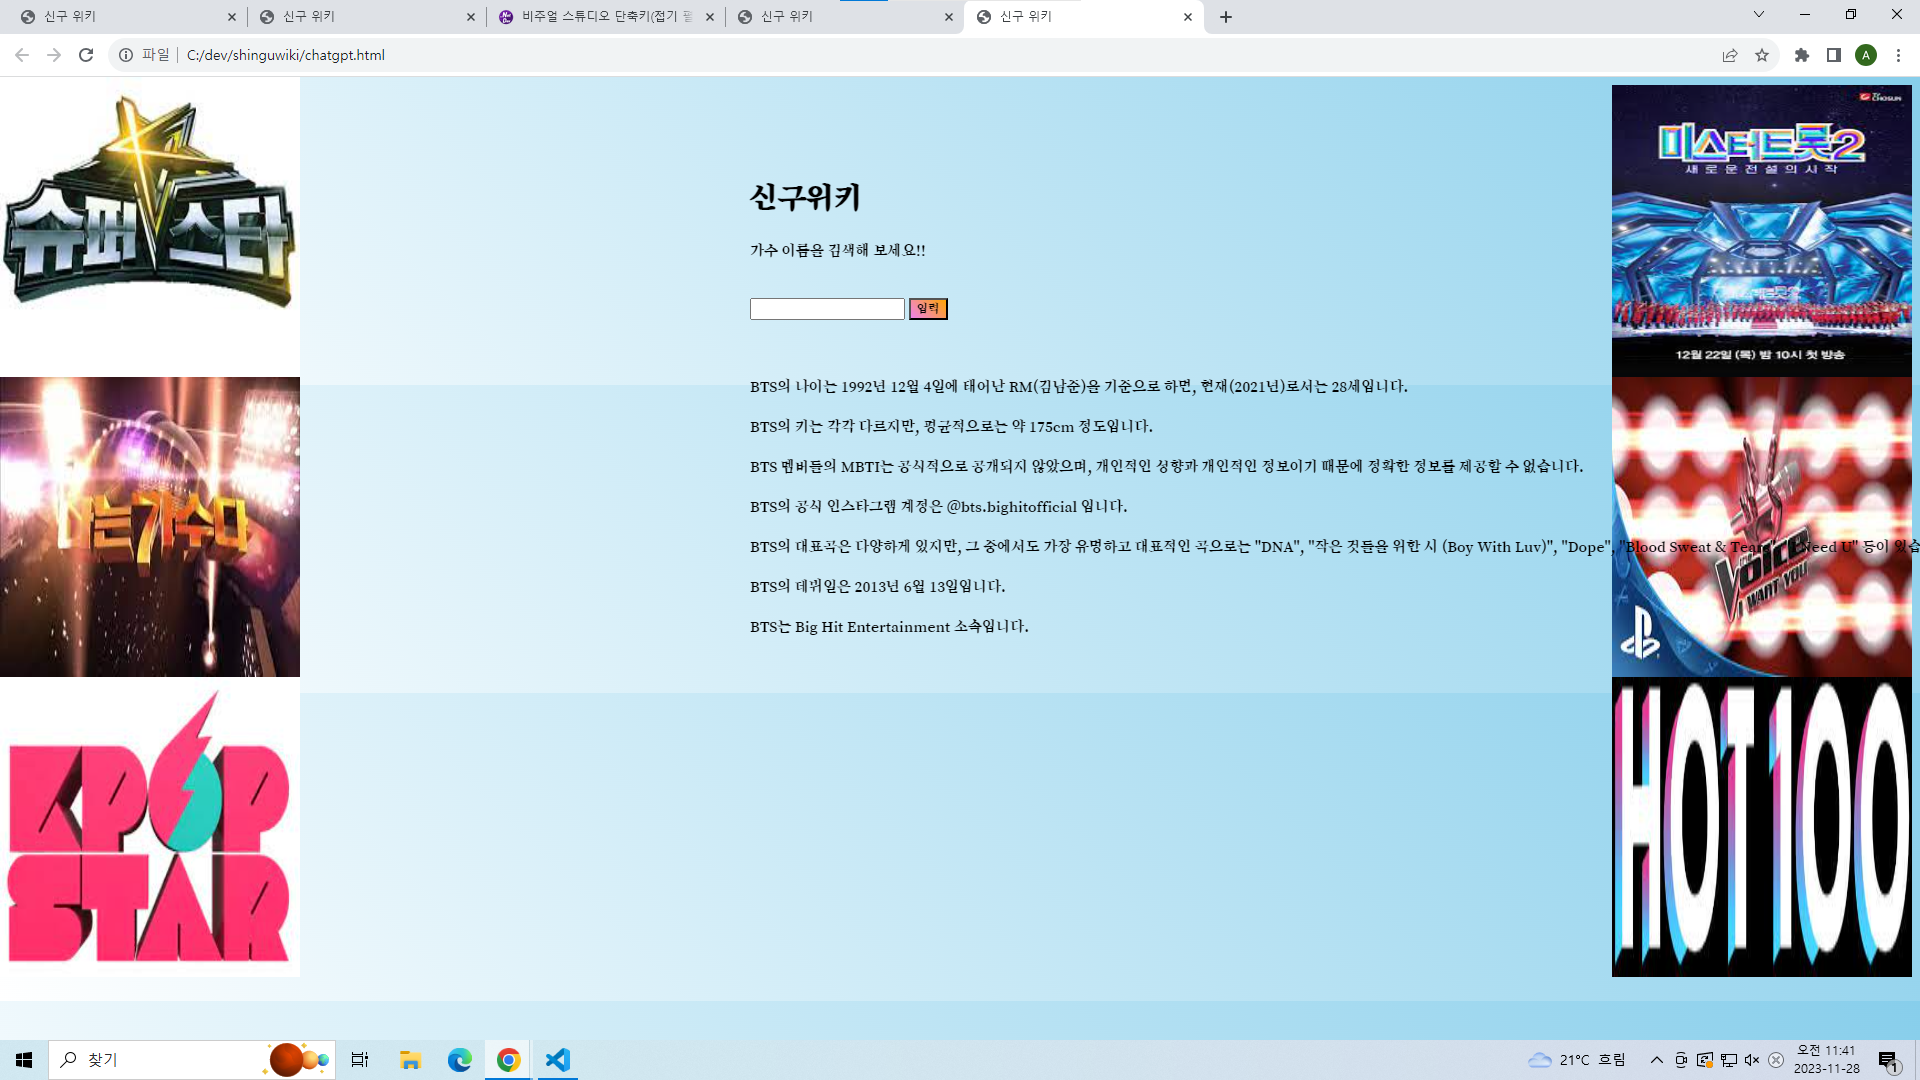 신구 위키
신구 위키
비주얼 스튜디오 단축키(접기 펼
신구 위키
신구 위키
파일
C:/dev/shinguwiki/chatgpt.html
A
슈퍼스타
TV CHOSUN
미스터트롯2
새로운 전설의 시작
미스터트롯2
12월 22일 (목) 밤 10시 첫 방송
신구위키
가수 이름을 검색해 보세요!!
입력
BTS의 나이는 1992년 12월 4일에 태어난 RM(김남준)을 기준으로 하면, 현재(2021년)로서는 28세입니다.
BTS의 키는 각각 다르지만, 평균적으로는 약 175cm 정도입니다.
BTS 멤버들의 MBTI는 공식적으로 공개되지 않았으며, 개인적인 성향과 개인적인 정보이기 때문에 정확한 정보를 제공할 수 없습니다.
BTS의 공식 인스타그램 계정은 @bts.bighitofficial 입니다.
BTS의 대표곡은 다양하게 있지만, 그 중에서도 가장 유명하고 대표적인 곡으로는 "DNA", "작은 것들을 위한 시 (Boy With Luv)", "Dope", "Blood Sweat & Tears", "I Need U" 등이 있습
BTS의 데뷔일은 2013년 6월 13일입니다.
BTS는 Big Hit Entertainment 소속입니다.
나는 가수다
the
Voice
I WANT YOU
KPOP
STAR
HOT 100
찾기
21°C 흐림
오전 11:41
2023-11-28
1